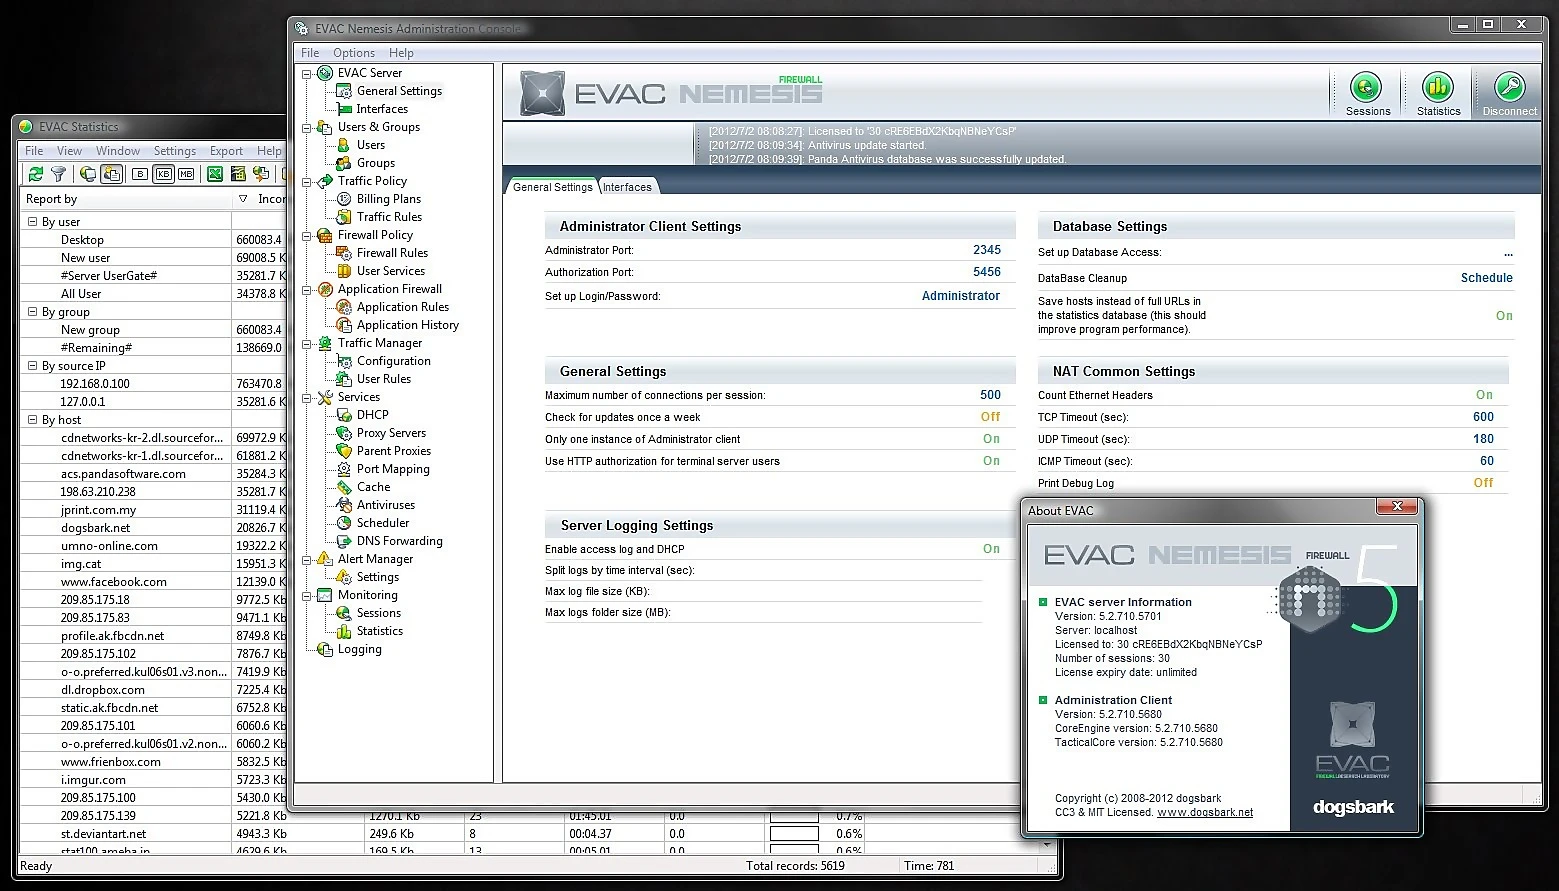 EVAC Nemesis Administration Console
File Options Help
EVAC Server
General Settings
Interfaces
Users & Groups
Users
Groups
Traffic Policy
Billing Plans
Traffic Rules
Firewall Policy
Firewall Rules
User Services
Application Firewall
Application Rules
Application History
Traffic Manager
Configuration
User Rules
Services
DHCP
Proxy Servers
Parent Proxies
Port Mapping
Cache
Antiviruses
Scheduler
DNS Forwarding
Alert Manager
Settings
Monitoring
Sessions
Statistics
Logging
EVAC NEMESIS FIREWALL
Sessions Statistics Disconnect
[2012/7/2 08:08:27]: Licensed to '30 cRE6EBdX2KbqNBNeYCsP'
[2012/7/2 08:09:34]: Antivirus update started.
[2012/7/2 08:09:39]: Panda Antivirus database was successfully updated.
General Settings Interfaces
Administrator Client Settings
Administrator Port: 2345
Authorization Port: 5456
Set up Login/Password: Administrator
General Settings
Maximum number of connections per session: 500
Check for updates once a week Off
Only one instance of Administrator client On
Use HTTP authorization for terminal server users On
Server Logging Settings
Enable access log and DHCP On
Split logs by time interval (sec):
Max log file size (KB):
Max logs folder size (MB):
Database Settings
Set up Database Access: ...
DataBase Cleanup Schedule
Save hosts instead of full URLs in
the statistics database (this should On
improve program performance).
NAT Common Settings
Count Ethernet Headers On
TCP Timeout (sec): 600
UDP Timeout (sec): 180
ICMP Timeout (sec): 60
Print Debug Log Off
About EVAC
EVAC NEMESIS FIREWALL 5
n
EVAC server Information
Version: 5.2.710.5701
Server: localhost
Licensed to: 30 cRE6EBdX2KbqNBNeYCsP
Number of sessions: 30
License expiry date: unlimited
Administration Client
Version: 5.2.710.5680
CoreEngine version: 5.2.710.5680
TacticalCore version: 5.2.710.5680
Copyright (c) 2008-2012 dogsbark
CC3 & MIT Licensed. www.dogsbark.net
EVAC
dogsbark
EVAC Statistics
File View Window Settings Export Help
B KB MB
Report by Incor
By user
Desktop 660083.4
New user 69008.5 K
#Server UserGate# 35281.7 K
All User 34378.8 K
By group
New group 660083.4
#Remaining# 138669.0
By source IP
192.168.0.100 763470.8
127.0.0.1 35281.6 K
By host
cdnetworks-kr-2.dl.sourcefor... 69972.9 K
cdnetworks-kr-1.dl.sourcefor... 61881.2 K
acs.pandasoftware.com 35284.3 K
198.63.210.238 35281.7 K
jprint.com.my 31119.4 K
dogsbark.net 20826.7 K
umno-online.com 19322.2 K
img.cat 15951.3 K
www.facebook.com 12139.0 K
209.85.175.18 9772.5 Kb
209.85.175.83 9471.1 Kb
profile.ak.fbcdn.net 8749.8 Kb
209.85.175.102 7876.7 Kb
o-o.preferred.kul06s01.v3.non... 7419.9 Kb
dl.dropbox.com 7225.4 Kb
static.ak.fbcdn.net 6752.8 Kb
209.85.175.101 6060.6 Kb
o-o.preferred.kul06s01.v2.non... 6060.2 Kb
www.frienbox.com 5832.5 Kb
i.imgur.com 5723.3 Kb
209.85.175.100 5430.0 Kb
209.85.175.139 5221.8 Kb 1270.1 Kb 23 01:45.01 0.0 0.7%
st.deviantart.net 4943.3 Kb 249.6 Kb 8 00:04.37 0.0 0.6%
stat100.ameba.jp 4629.6 Kb 169.5 Kb 13 00:05.01 0.0 0.6%
Ready Total records: 5619 Time: 781